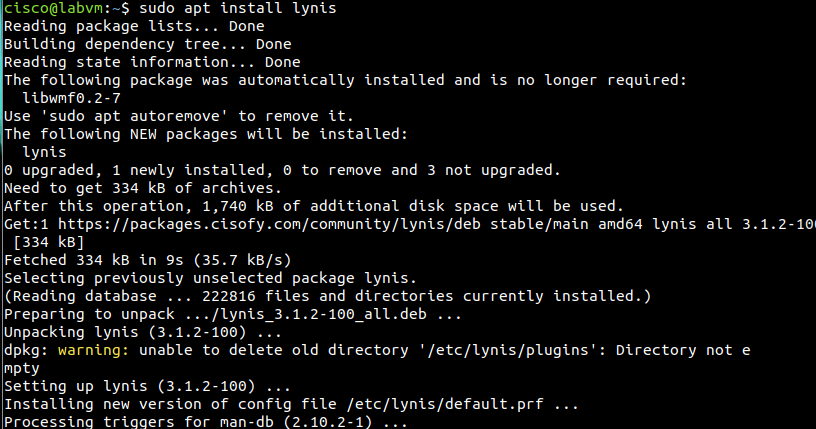 cisco@labvm:~$ sudo apt install lynis
Reading package lists... Done
Building dependency tree... Done
Reading state information... Done
The following package was automatically installed and is no longer required:
  libwmf0.2-7
Use 'sudo apt autoremove' to remove it.
The following NEW packages will be installed:
  lynis
0 upgraded, 1 newly installed, 0 to remove and 3 not upgraded.
Need to get 334 kB of archives.
After this operation, 1,740 kB of additional disk space will be used.
Get:1 https://packages.cisofy.com/community/lynis/deb stable/main amd64 lynis all 3.1.2-100
 [334 kB]
Fetched 334 kB in 9s (35.7 kB/s)
Selecting previously unselected package lynis.
(Reading database ... 222816 files and directories currently installed.)
Preparing to unpack .../lynis_3.1.2-100_all.deb ...
Unpacking lynis (3.1.2-100) ...
dpkg: warning: unable to delete old directory '/etc/lynis/plugins': Directory not e
mpty
Setting up lynis (3.1.2-100) ...
Installing new version of config file /etc/lynis/default.prf ...
Processing triggers for man-db (2.10.2-1) ...